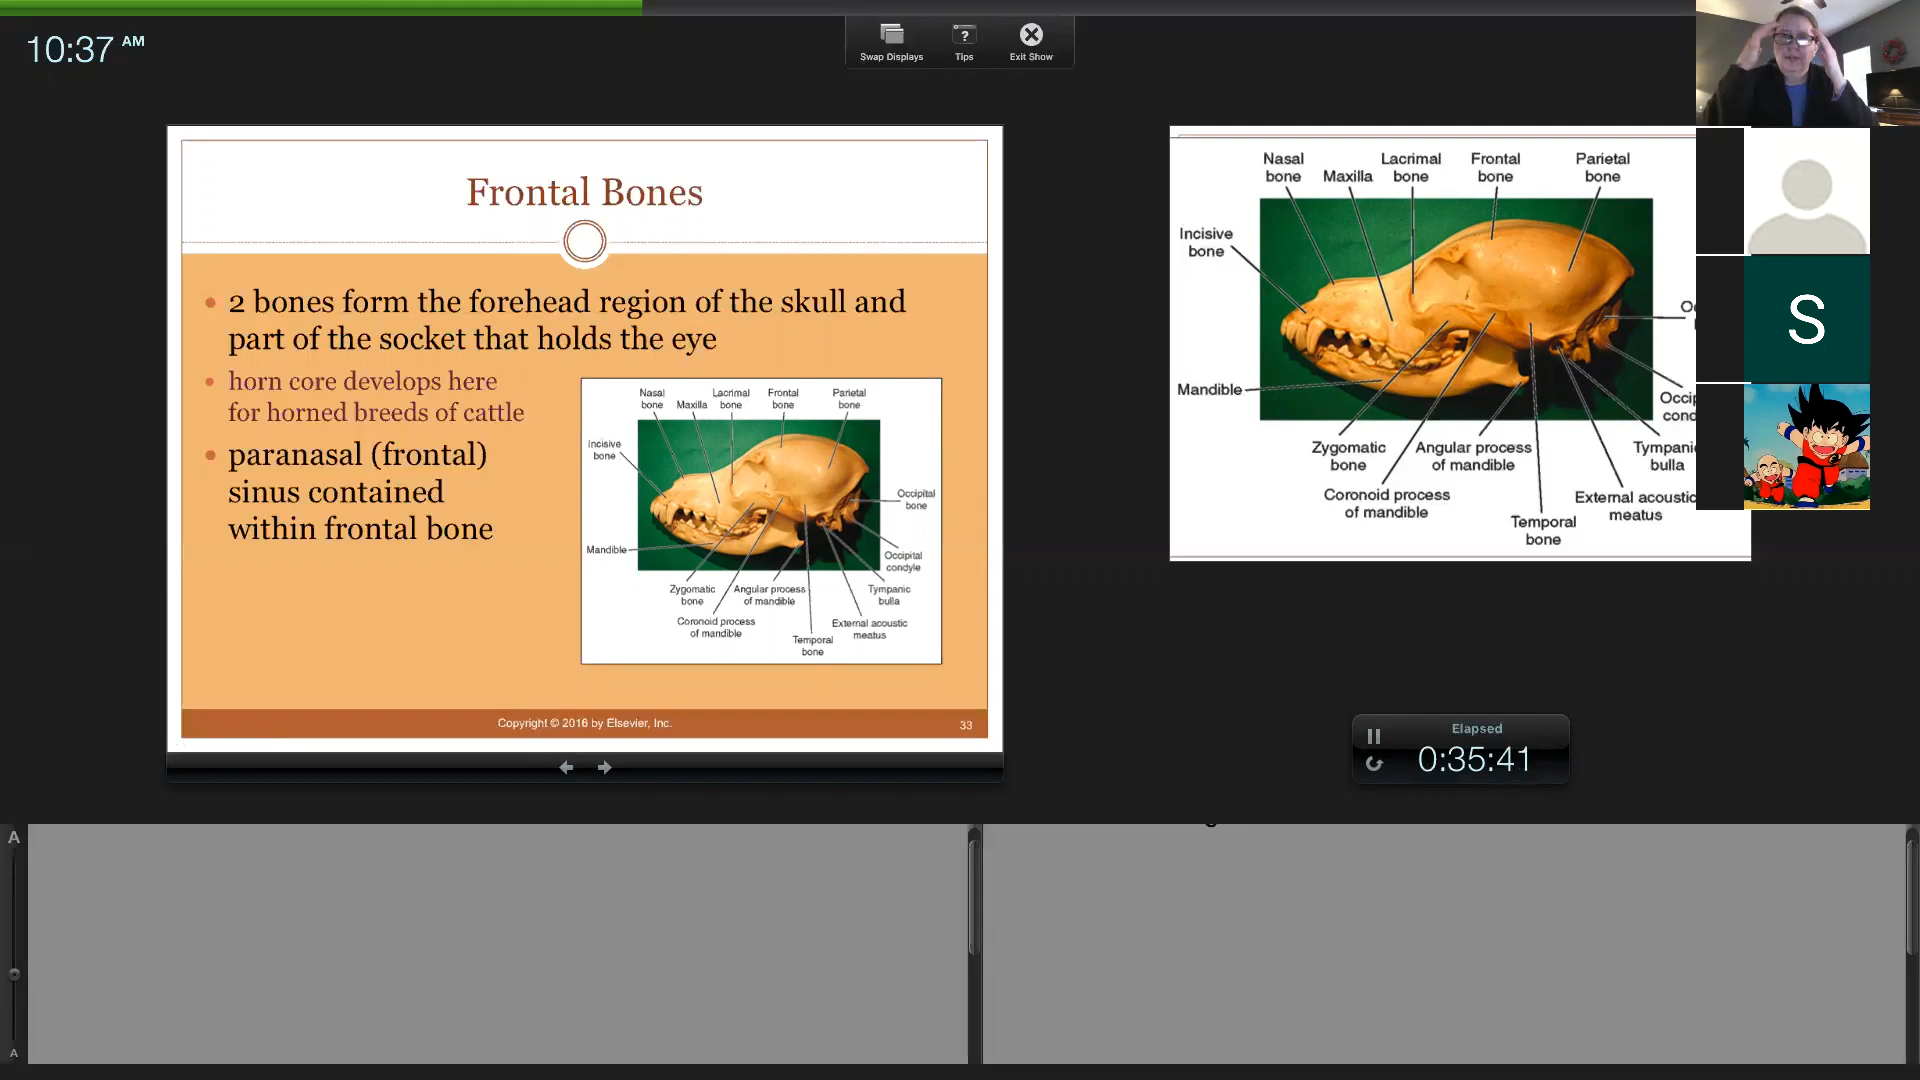 10:37 AM
Swap Displays
Tips
Exit Show
Frontal Bones
• 2 bones form the forehead region of the skull and
part of the socket that holds the eye
• horn core develops here
for horned breeds of cattle
• paranasal (frontal)
sinus contained
within frontal bone
Nasal
bone
Maxilla
Lacrimal
bone
Frontal
bone
Parietal
bone
Incisive
bone
Occipital
bone
Mandible
Occipital
condyle
Zygomatic
bone
Angular process
of mandible
Tympanic
bulla
Coronoid process
of mandible
External acoustic
meatus
Temporal
bone
Copyright © 2016 by Elsevier, Inc.
33
Nasal
bone
Maxilla
Lacrimal
bone
Frontal
bone
Parietal
bone
Incisive
bone
Mandible
Zygomatic
bone
Angular process
of mandible
Tympani
bulla
Coronoid process
of mandible
External acoustic
meatus
Temporal
bone
S
Elapsed
0:35:41
A
A